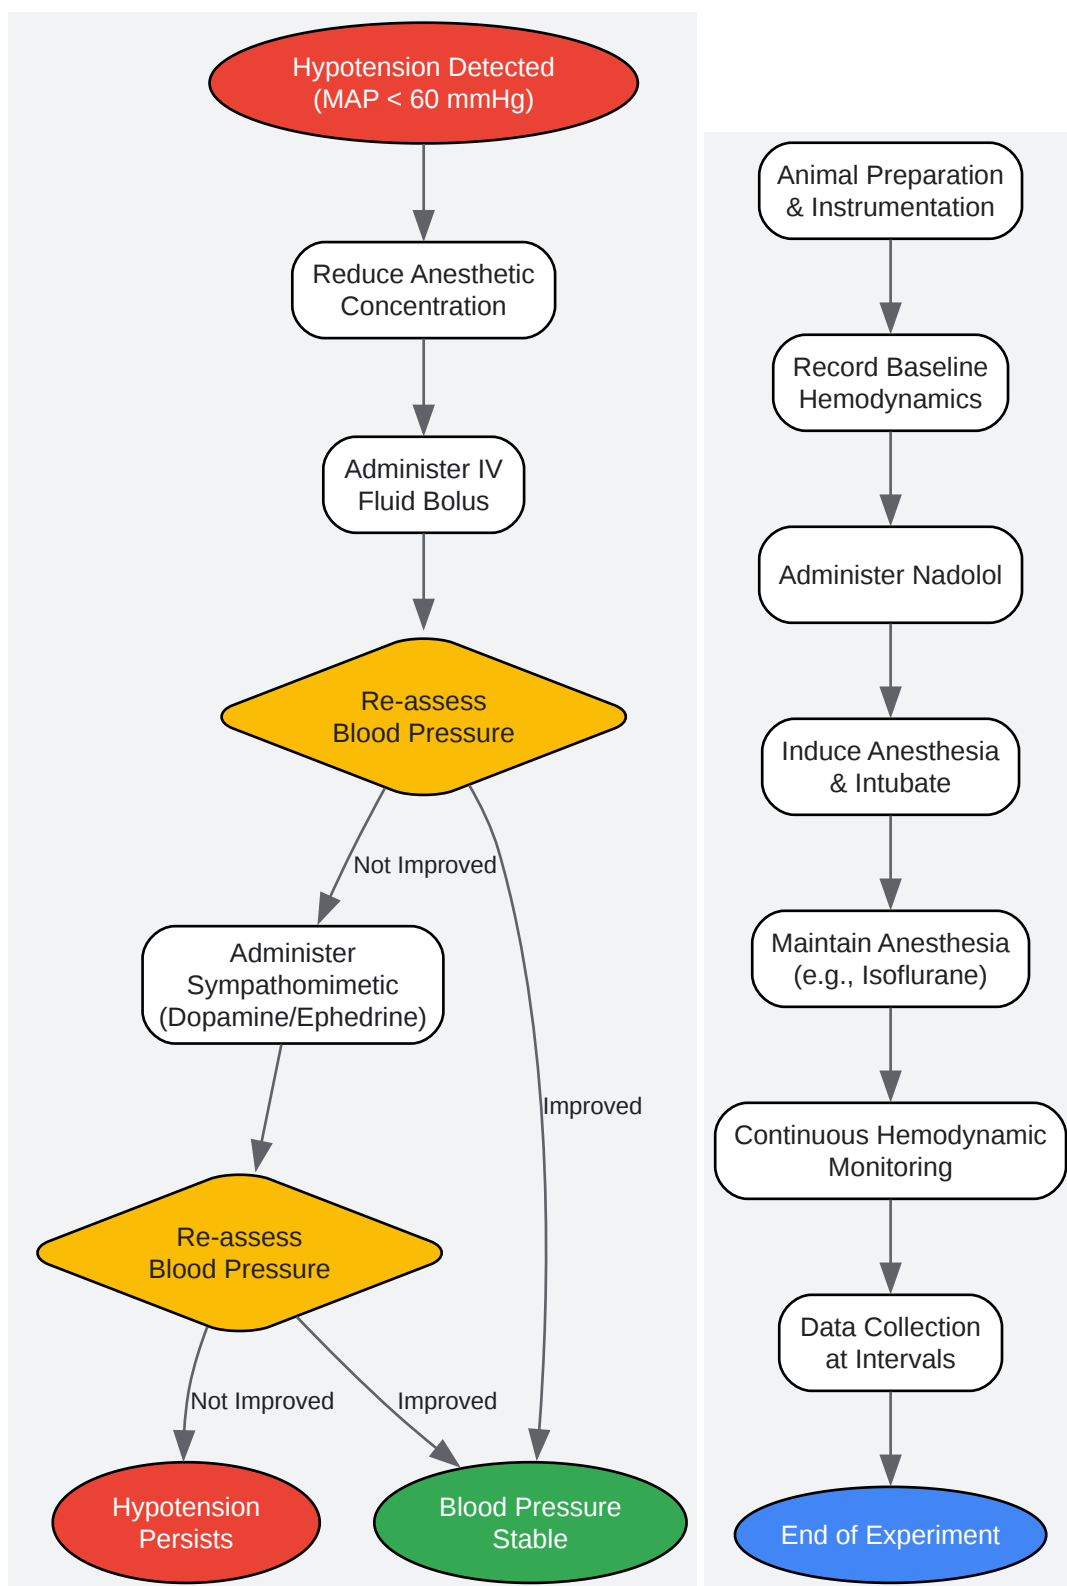 Hypotension Detected
(MAP < 60 mmHg)
Reduce Anesthetic
Concentration
Administer IV
Fluid Bolus
Re-assess
Blood Pressure
Not Improved
Administer
Sympathomimetic
(Dopamine/Ephedrine)
Improved
Re-assess
Blood Pressure
Not Improved
Improved
Hypotension
Persists
Blood Pressure
Stable
Animal Preparation
& Instrumentation
Record Baseline
Hemodynamics
Administer Nadolol
Induce Anesthesia
& Intubate
Maintain Anesthesia
(e.g., Isoflurane)
Continuous Hemodynamic
Monitoring
Data Collection
at Intervals
End of Experiment